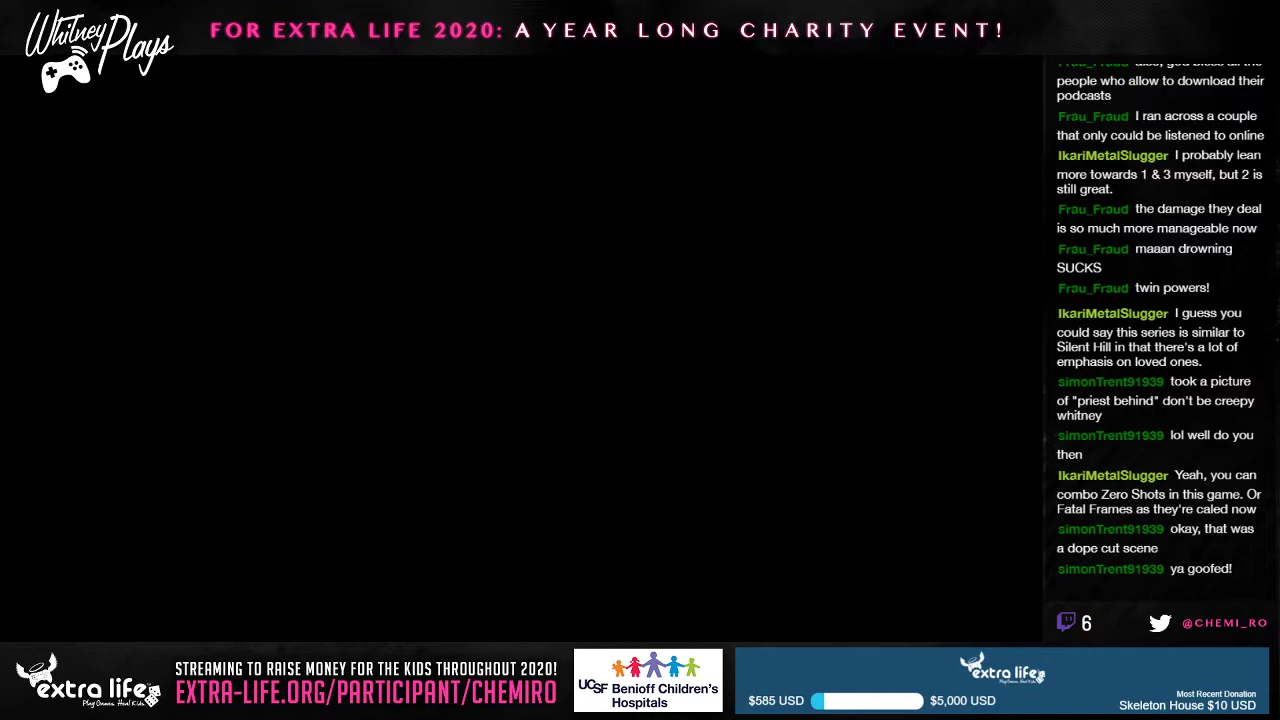 Whitney Plays
FOR EXTRA LIFE 2020: A YEAR LONG CHARITY EVENT!
people who allow to download their
podcasts
Frau_Fraud I ran across a couple
that only could be listened to online
IkariMetalSlugger I probably lean
more towards 1 & 3 myself, but 2 is
still great.
Frau_Fraud the damage they deal
is so much more manageable now
Frau_Fraud maaan drowning
SUCKS
Frau_Fraud twin powers!
IkariMetalSlugger I guess you
could say this series is similar to
Silent Hill in that there's a lot of
emphasis on loved ones.
simonTrent91939 took a picture
of "priest behind" don't be creepy
whitney
simonTrent91939 lol well do you
then
IkariMetalSlugger Yeah, you can
combo Zero Shots in this game. Or
Fatal Frames as they're caled now
simonTrent91939 okay, that was
a dope cut scene
simonTrent91939 ya goofed!
6
@CHEMI_RO
extra life
Play Games. Heal Kids.
STREAMING TO RAISE MONEY FOR THE KIDS THROUGHOUT 2020!
EXTRA-LIFE.ORG/PARTICIPANT/CHEMIRO
UCSF Benioff Children's
Hospitals
extra life
Play Games. Heal Kids.
$585 USD
$5,000 USD
Most Recent Donation
Skeleton House $10 USD